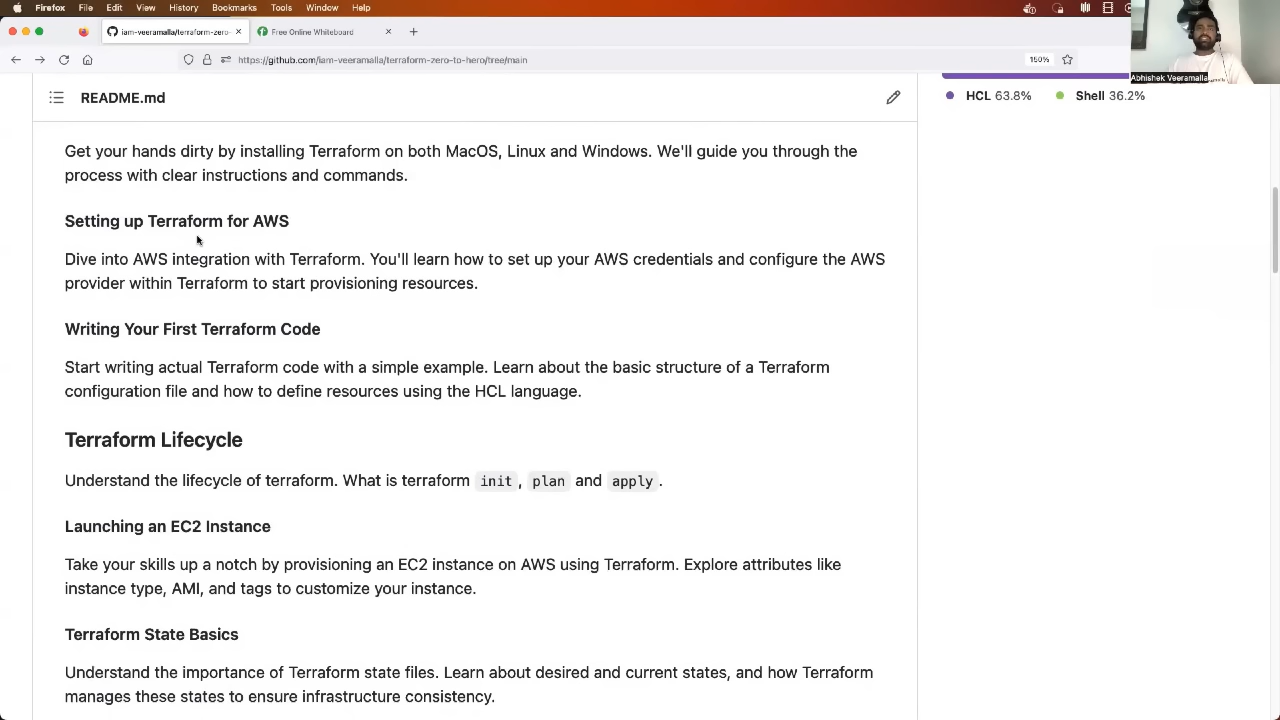 Firefox File Edit View History Bookmarks Tools Window Help
iam-veeramalla/terraform-zero-
Free Online Whiteboard
https://github.com/iam-veeramalla/terraform-zero-to-hero/tree/main
150%
Abhishek Veeramalla
README.md
HCL 63.8% Shell 36.2%
Get your hands dirty by installing Terraform on both MacOS, Linux and Windows. We'll guide you through the
process with clear instructions and commands.
Setting up Terraform for AWS
Dive into AWS integration with Terraform. You'll learn how to set up your AWS credentials and configure the AWS
provider within Terraform to start provisioning resources.
Writing Your First Terraform Code
Start writing actual Terraform code with a simple example. Learn about the basic structure of a Terraform
configuration file and how to define resources using the HCL language.
Terraform Lifecycle
Understand the lifecycle of terraform. What is terraform init, plan and apply.
Launching an EC2 Instance
Take your skills up a notch by provisioning an EC2 instance on AWS using Terraform. Explore attributes like
instance type, AMI, and tags to customize your instance.
Terraform State Basics
Understand the importance of Terraform state files. Learn about desired and current states, and how Terraform
manages these states to ensure infrastructure consistency.